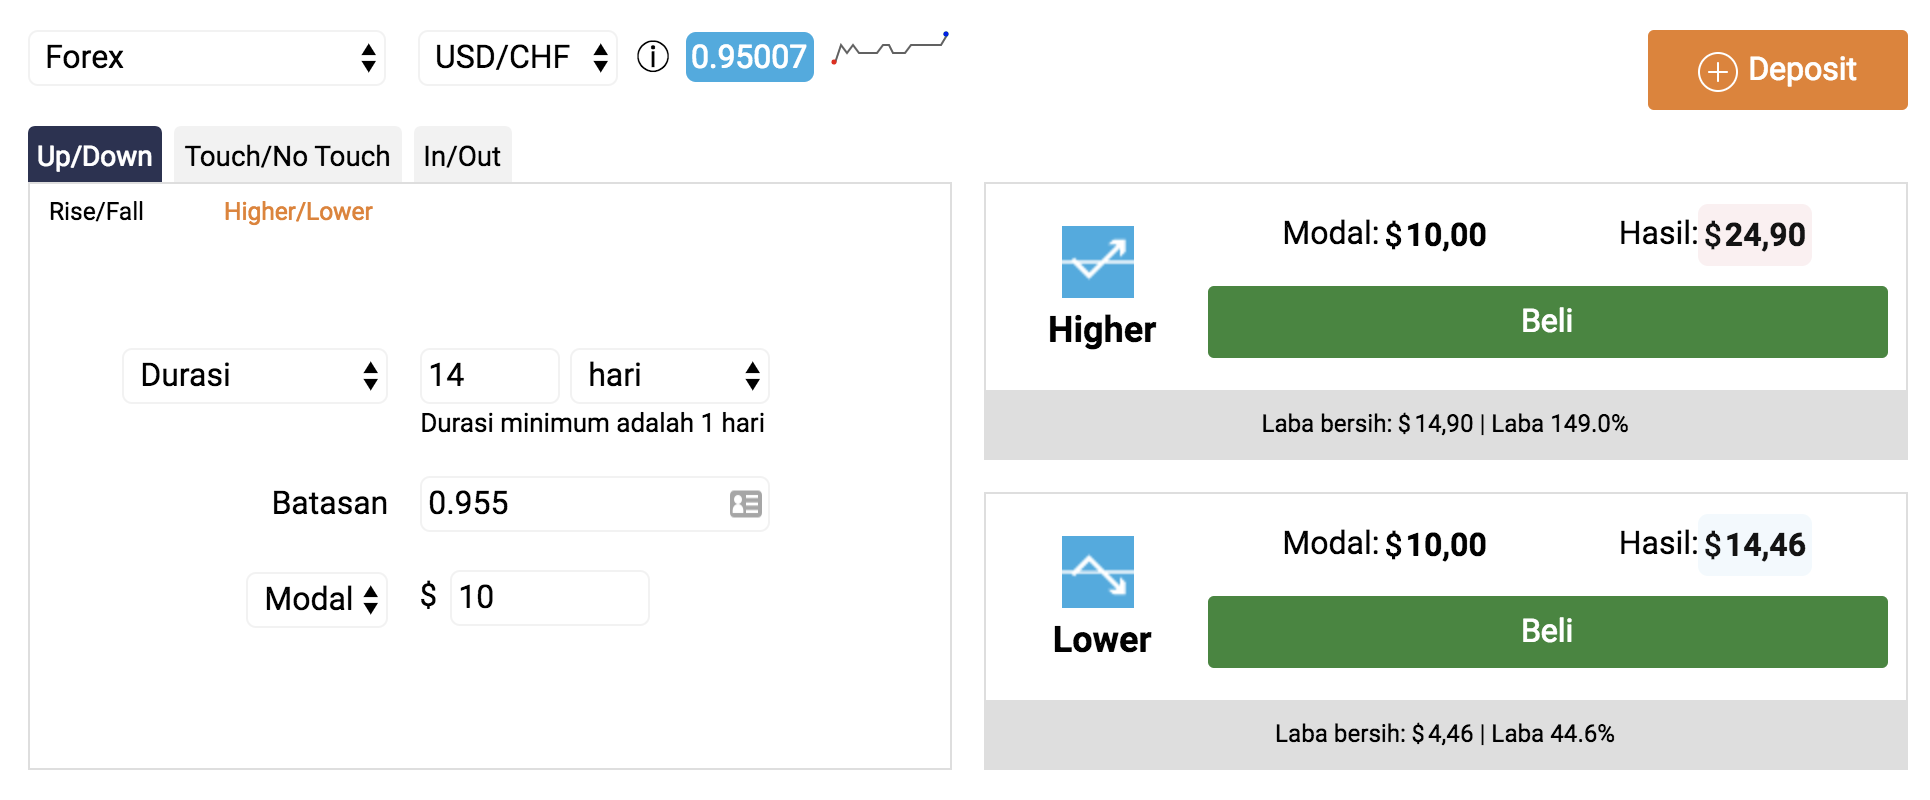 Forex
USD/CHF
0.95007
Deposit
Up/Down
Touch/No Touch
In/Out
Rise/Fall
Higher/Lower
Durasi
14
hari
Durasi minimum adalah 1 hari
Batasan
0.955
Modal
$
10
Higher
Modal: $10,00
Hasil: $24,90
Beli
Laba bersih: $14,90 | Laba 149.0%
Lower
Modal: $10,00
Hasil: $14,46
Beli
Laba bersih: $4,46 | Laba 44.6%